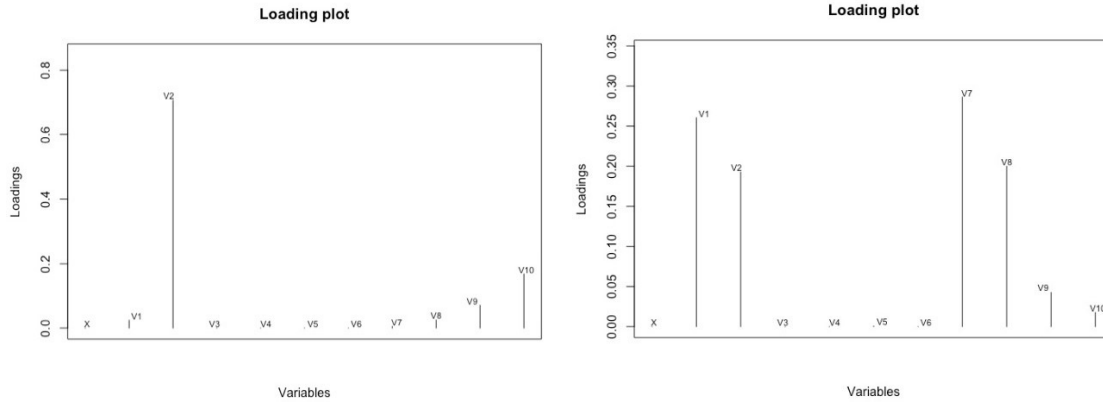 Loading plot
Loadings
0.8
0.6
0.4
0.2
0.0
X
V1
V2
V3
V4
V5
V6
V7
V8
V9
V10
Variables
Loading plot
Loadings
0.35
0.30
0.25
0.20
0.15
0.10
0.05
0.00
X
V1
V2
V3
V4
V5
V6
V7
V8
V9
V10
Variables